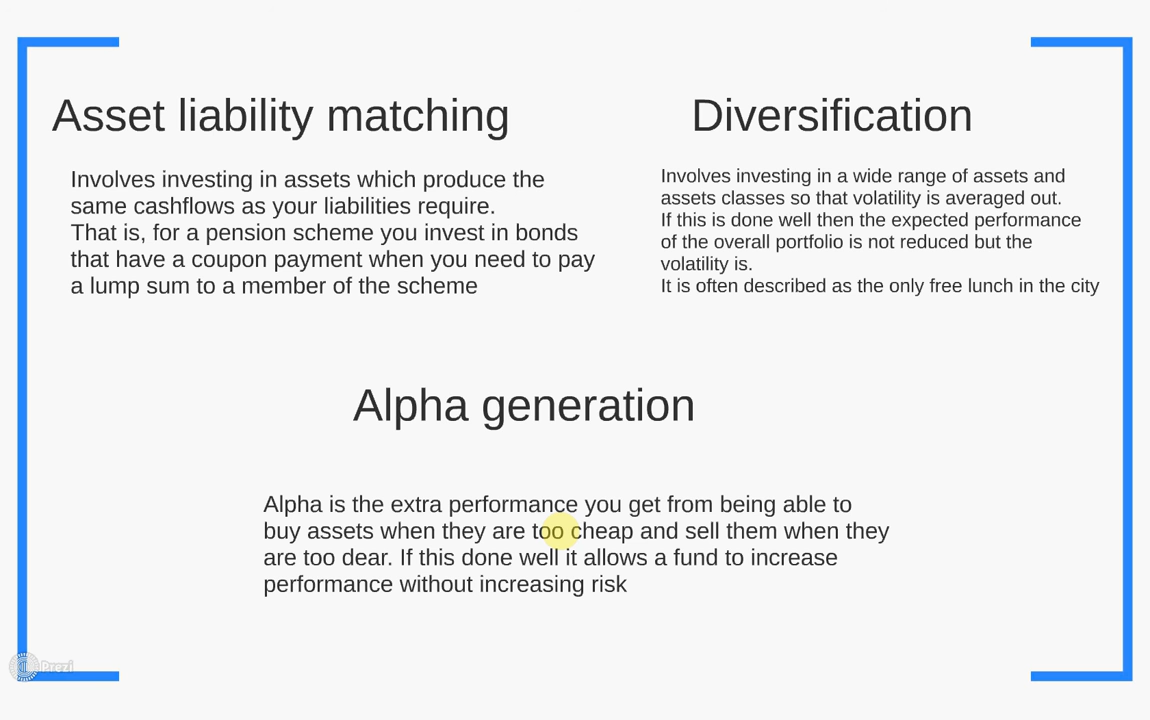 Asset liability matching
Involves investing in assets which produce the
same cashflows as your liabilities require.
That is, for a pension scheme you invest in bonds
that have a coupon payment when you need to pay
a lump sum to a member of the scheme
Diversification
Involves investing in a wide range of assets and
assets classes so that volatility is averaged out.
If this is done well then the expected performance
of the overall portfolio is not reduced but the
volatility is.
It is often described as the only free lunch in the city
Alpha generation
Alpha is the extra performance you get from being able to
buy assets when they are too cheap and sell them when they
are too dear. If this done well it allows a fund to increase
performance without increasing risk
Prezi